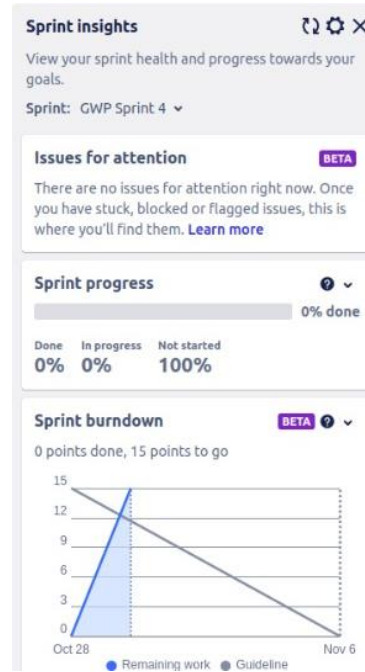 Sprint insights
View your sprint health and progress towards your
goals.
Sprint: GWP Sprint 4
Issues for attention BETA
There are no issues for attention right now. Once
you have stuck, blocked or flagged issues, this is
where you'll find them. Learn more
Sprint progress ?
0% done
Done In progress Not started
0% 0% 100%
Sprint burndown BETA ?
0 points done, 15 points to go
15
12
9
6
3
0
Oct 28 Nov 6
Remaining work Guideline